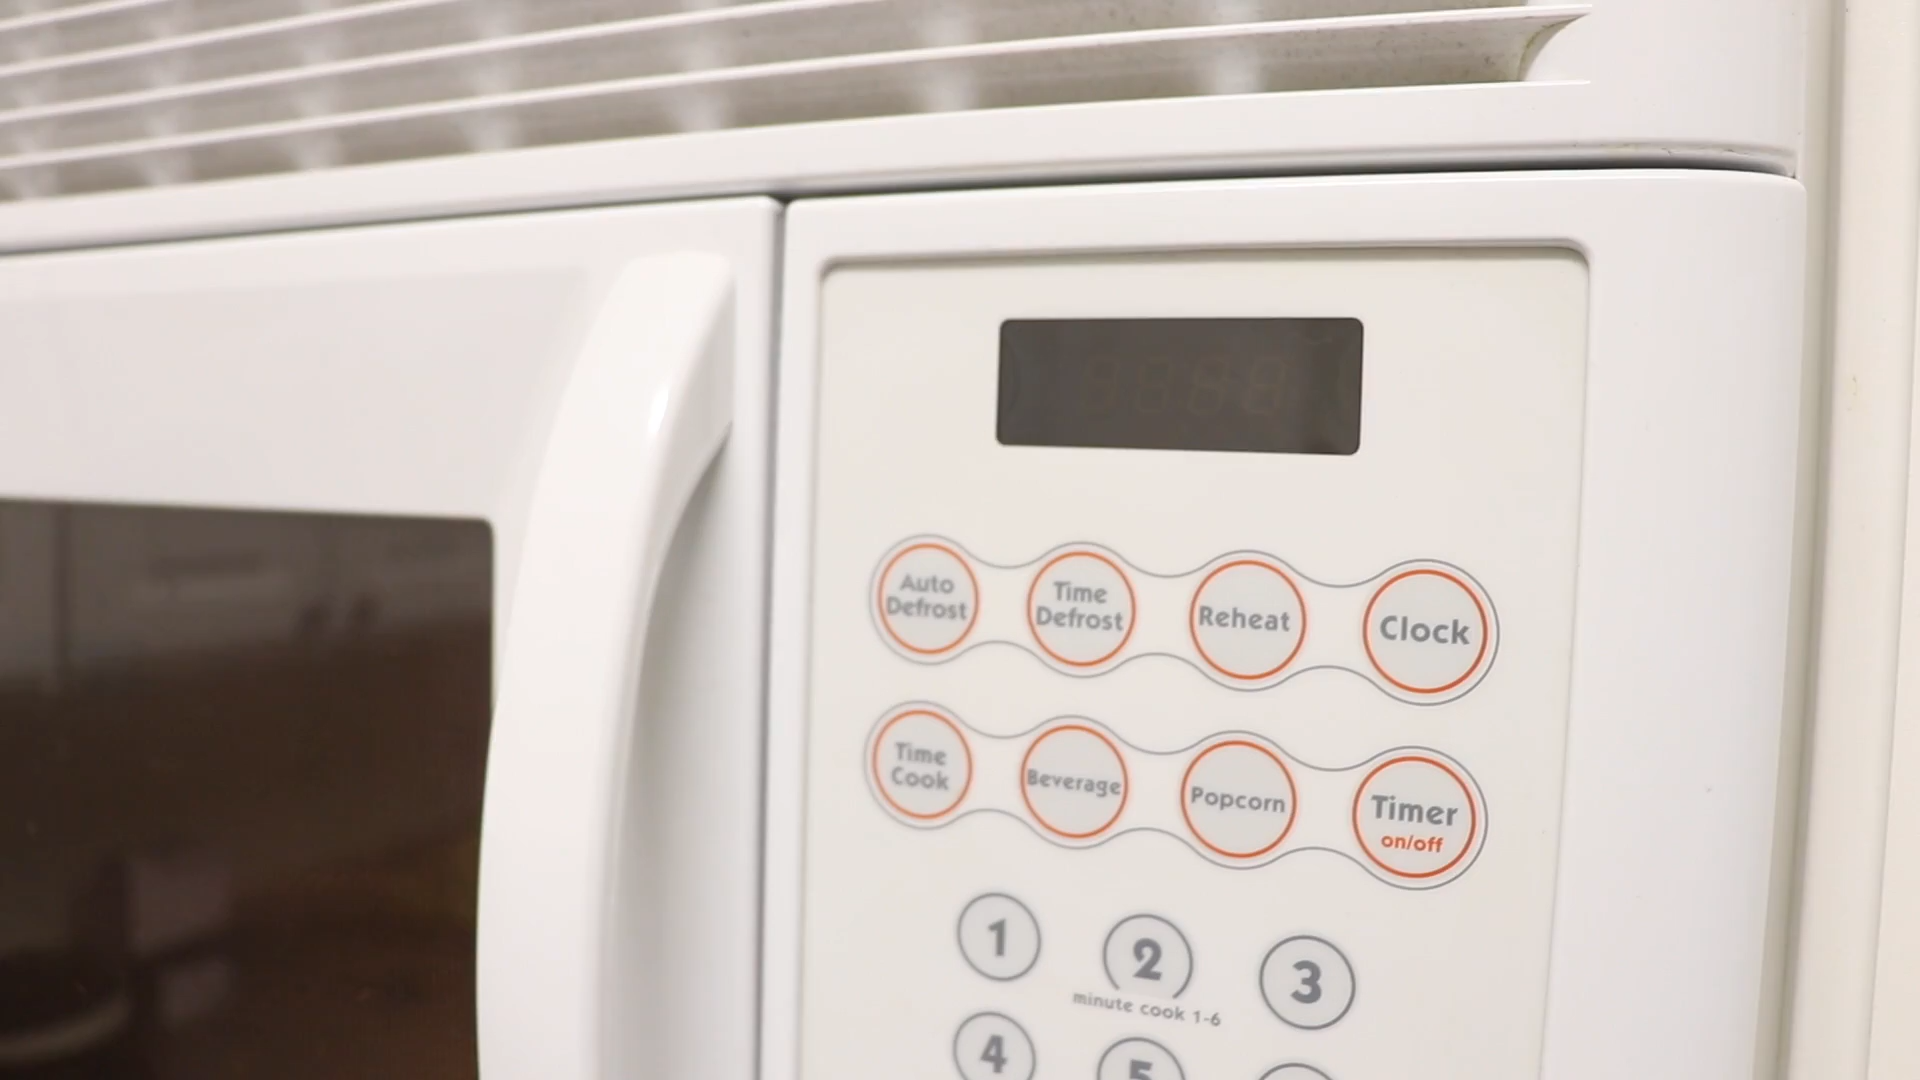 Auto
Defrost
Time
Defrost
Reheat
Clock
Time
Cook
Beverage
Popcorn
Timer
on/off
1
2
3
minute cook 1-6
4
5